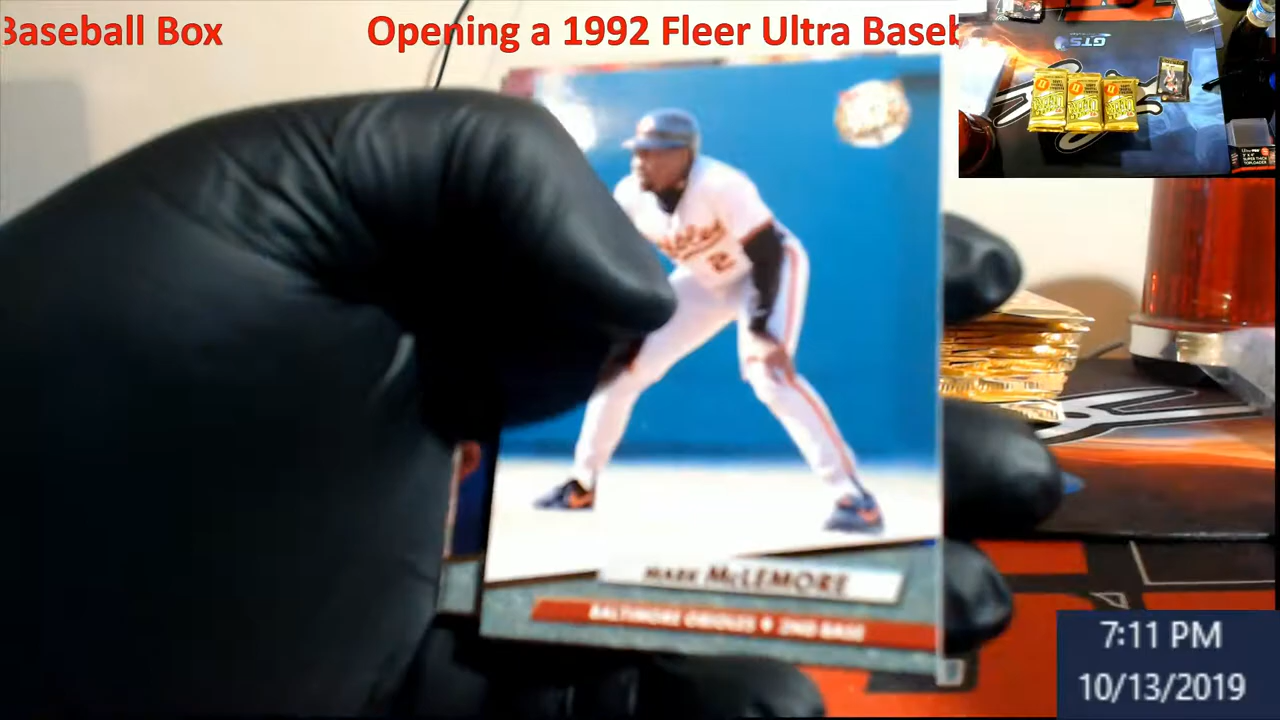 Baseball Box
Opening a 1992 Fleer Ultra Baseb
GTS
MARK McLEMORE
BALTIMORE ORIOLES • 2ND BASE
7:11 PM
10/13/2019